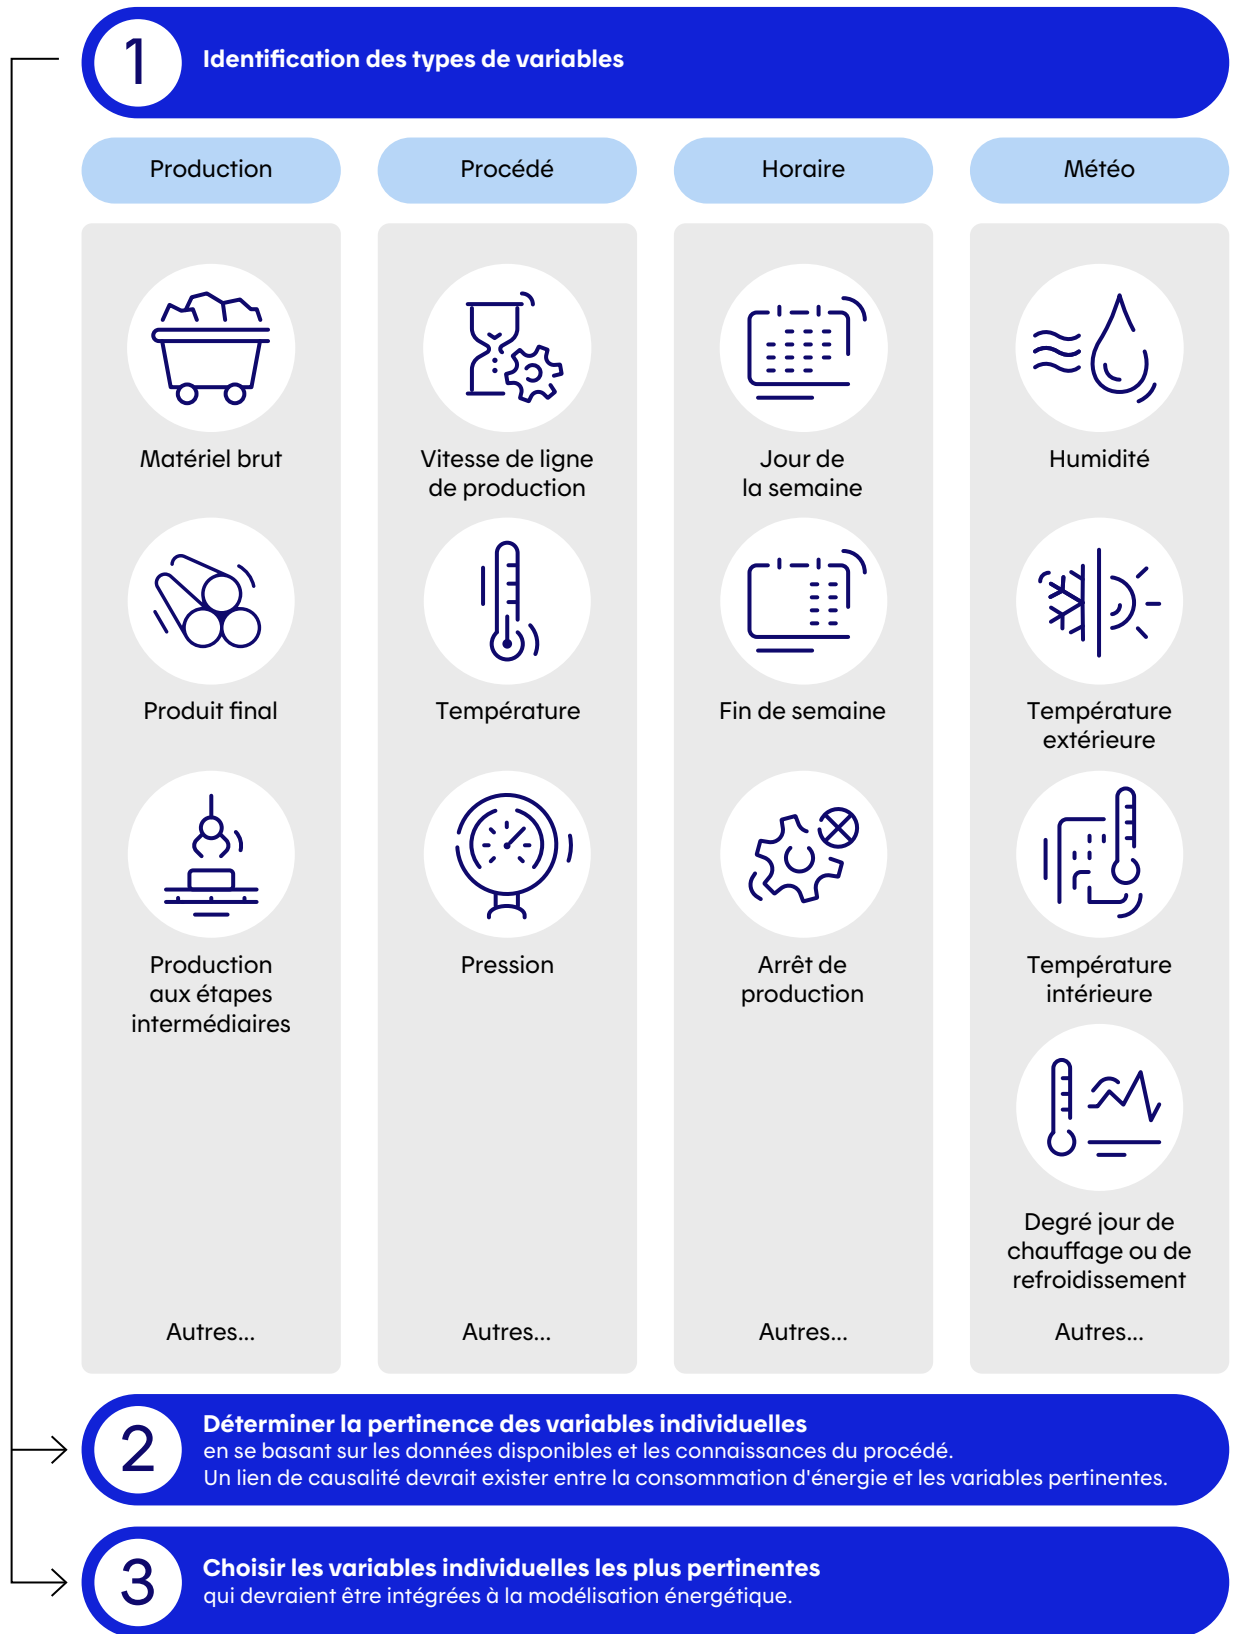 1
Identification des types de variables
Production
Procédé
Horaire
Météo
Matériel brut
Produit final
Production
aux étapes
intermédiaires
Autres...
Vitesse de ligne
de production
Température
Pression
Autres...
Jour de
la semaine
Fin de semaine
Arrêt de
production
Autres...
Humidité
Température
extérieure
Température
intérieure
Degré jour de
chauffage ou de
refroidissement
Autres...
2
Déterminer la pertinence des variables individuelles
en se basant sur les données disponibles et les connaissances du procédé.
Un lien de causalité devrait exister entre la consommation d'énergie et les variables pertinentes.
3
Choisir les variables individuelles les plus pertinentes
qui devraient être intégrées à la modélisation énergétique.